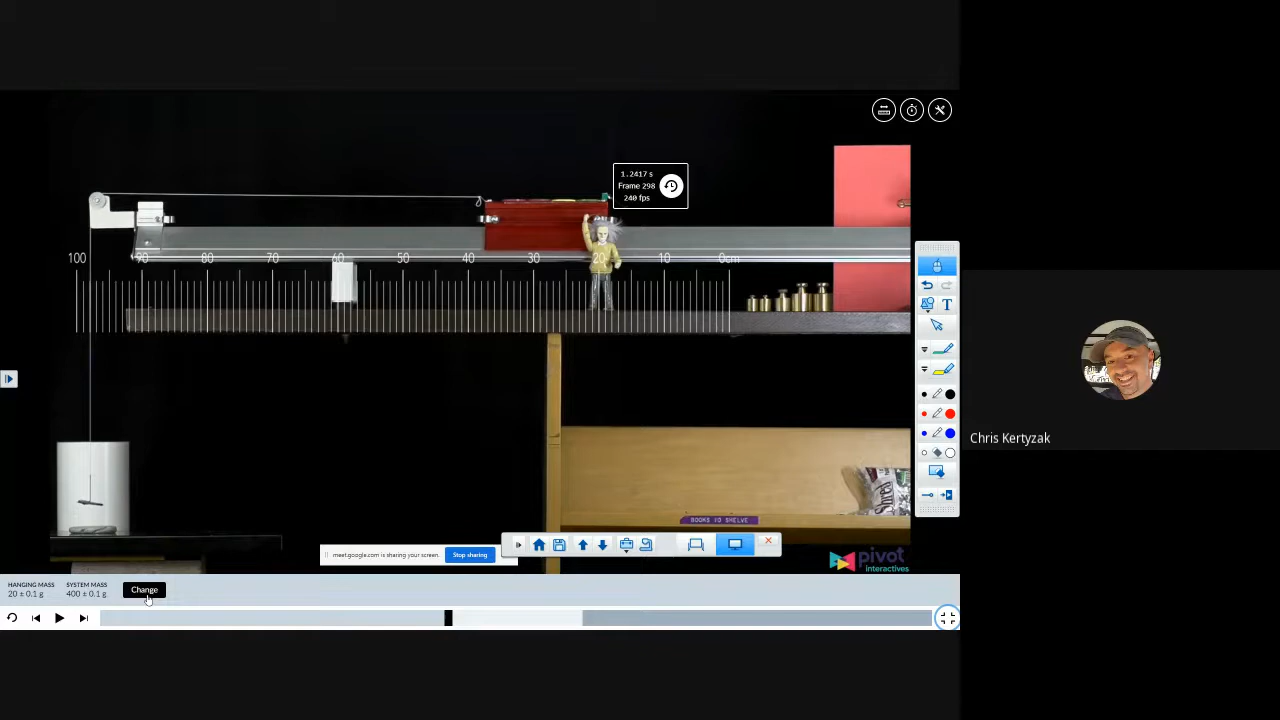 1.2417 s
Frame 298
240 fps
100 90 80 70 60 50 40 30 20 10 0cm
T
Chris Kertyzak
Shred
BOOKS TO SHELVE
meet.google.com is sharing your screen. Stop sharing
pivot
interactives
HANGING MASS SYSTEM MASS
20 ± 0.1 g 400 ± 0.1 g
Change